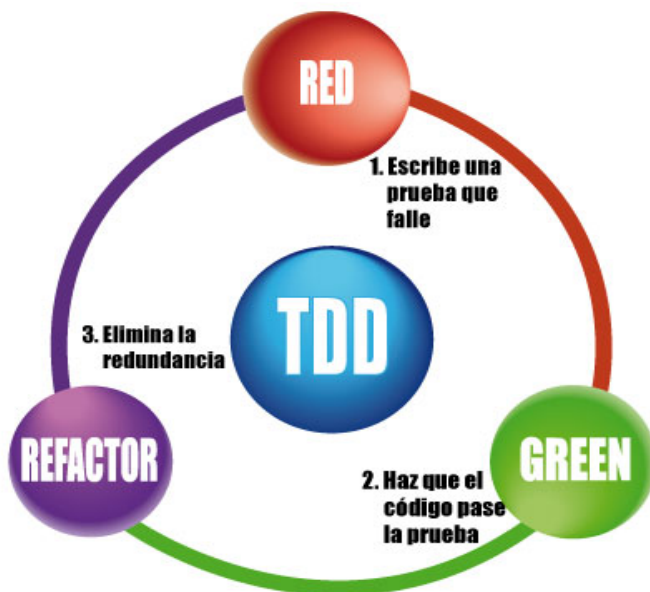 RED
1. Escribe una
prueba que
falle
TDD
3. Elimina la
redundancia
REFACTOR
GREEN
2. Haz que el
código pase
la prueba